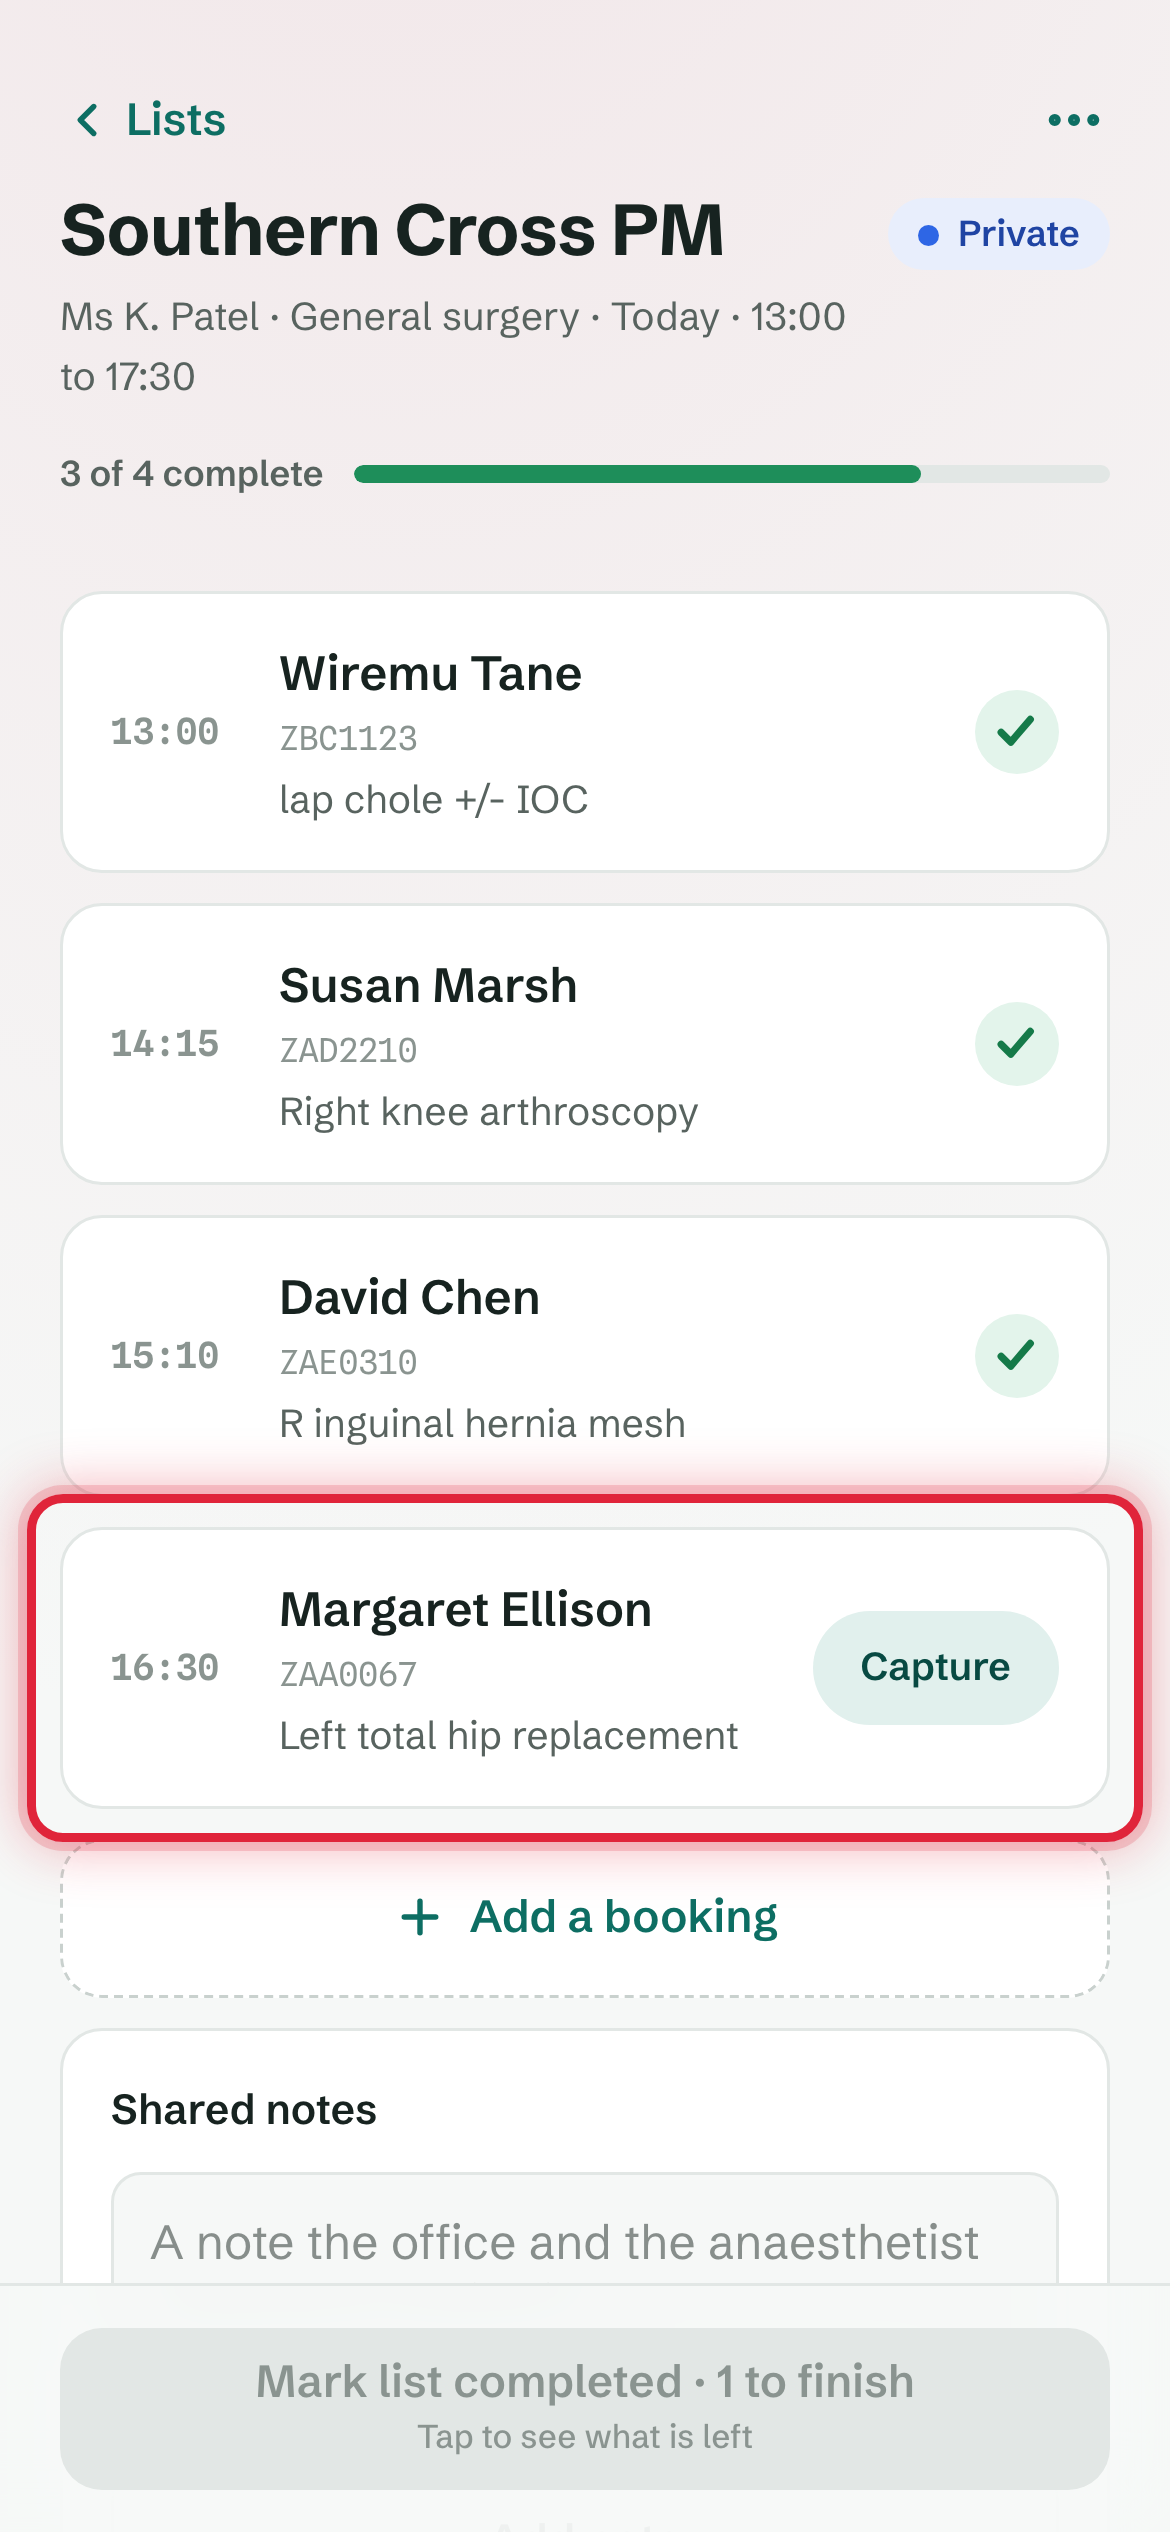 Lists
Southern Cross PM
Private
Ms K. Patel · General surgery · Today · 13:00
to 17:30
3 of 4 complete
Wiremu Tane
13:00
ZBC1123
lap chole +/- IOC
Susan Marsh
14:15
ZAD2210
Right knee arthroscopy
David Chen
15:10
ZAE0310
R inguinal hernia mesh
Margaret Ellison
16:30
ZAA0067
Left total hip replacement
Capture
+ Add a booking
Shared notes
A note the office and the anaesthetist
Mark list completed · 1 to finish
Tap to see what is left